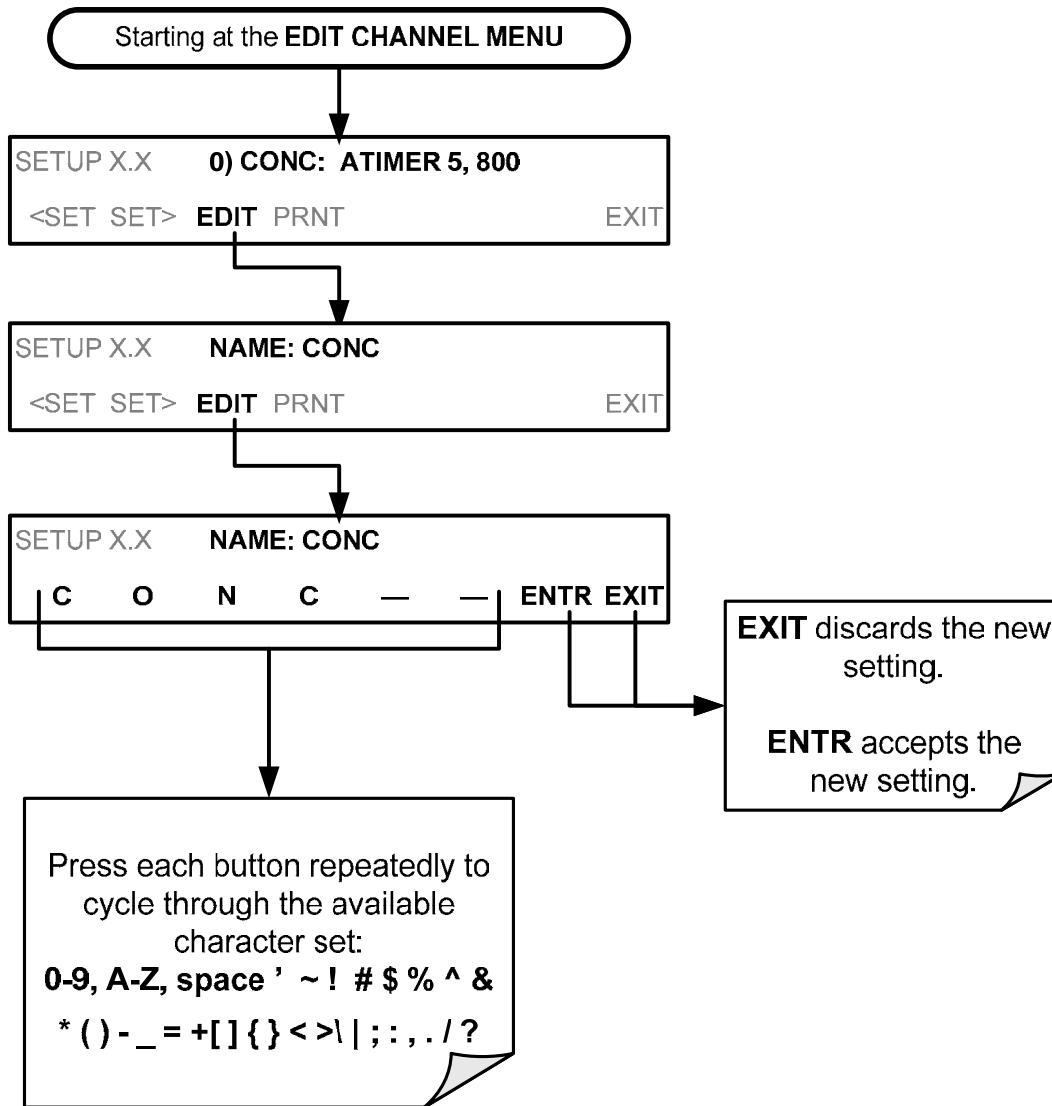 Starting at the EDIT CHANNEL MENU
SETUP X.X 0) CONC: ATIMER 5, 800
<SET SET> EDIT PRNT EXIT
SETUP X.X NAME: CONC
<SET SET> EDIT PRNT EXIT
SETUP X.X NAME: CONC
C O N C — — ENTR EXIT
EXIT discards the new
setting.
ENTR accepts the
new setting.
Press each button repeatedly to
cycle through the available
character set:
0-9, A-Z, space ’ ~ ! # $ % ^ &
* ( ) - _ = +[ ] { } < >\ | ; : , . / ?